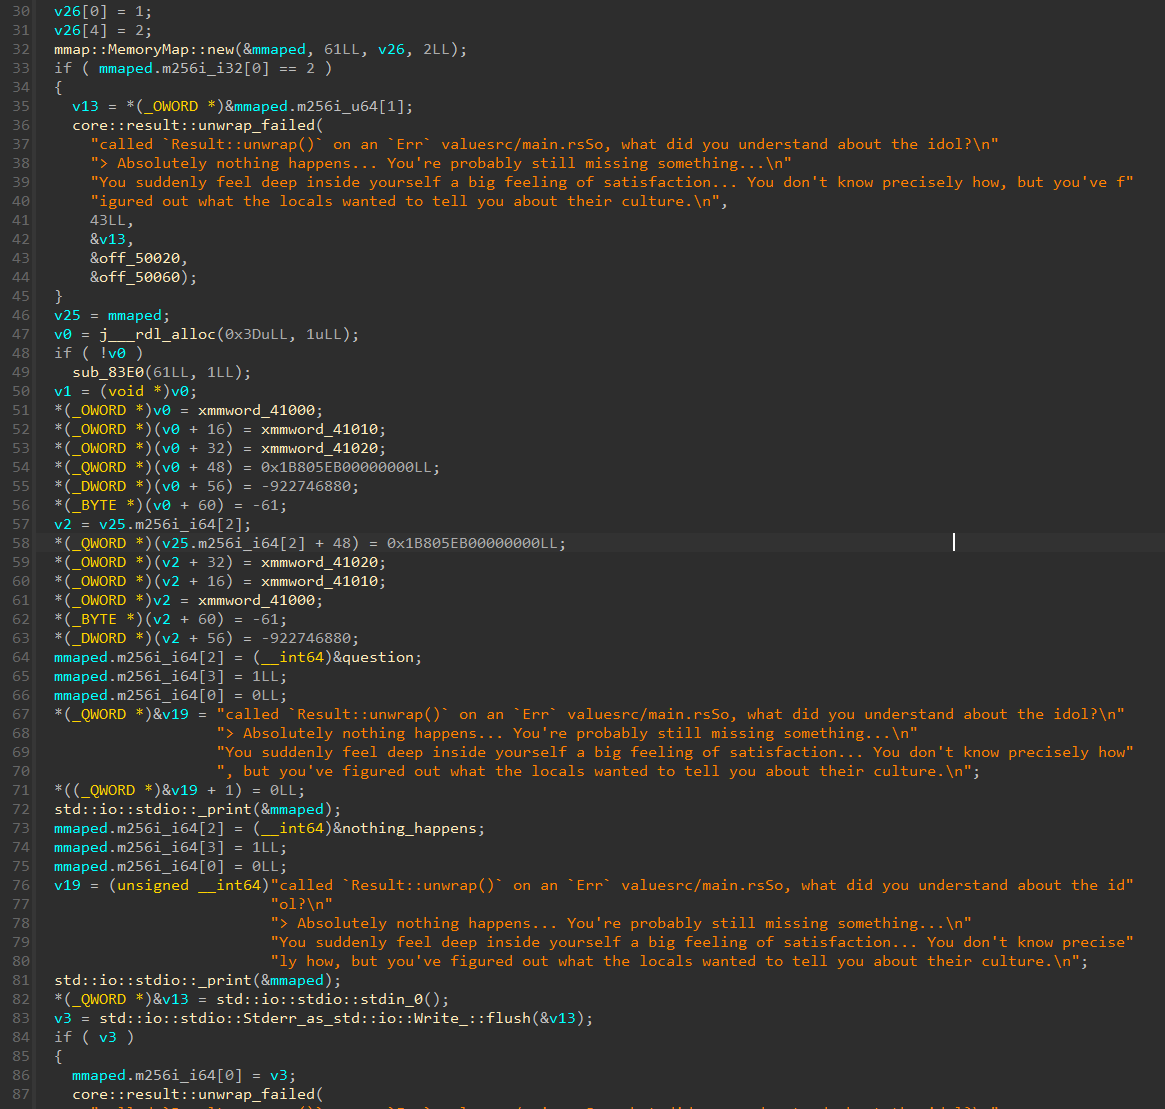 30 v26[0] = 1;
31 v26[4] = 2;
32 mmap::MemoryMap::new(&mmaped, 61LL, v26, 2LL);
33 if ( mmaped.m256i_i32[0] == 2 )
34 {
35 v13 = *(_OWORD *)&mmaped.m256i_u64[1];
36 core::result::unwrap_failed(
37 "called `Result::unwrap()` on an `Err` valuesrc/main.rsSo, what did you understand about the idol?\n"
38 "> Absolutely nothing happens... You're probably still missing something...\n"
39 "You suddenly feel deep inside yourself a big feeling of satisfaction... You don't know precisely how, but you've f"
40 "igured out what the locals wanted to tell you about their culture.\n",
41 43LL,
42 &v13,
43 &off_50020,
44 &off_50060);
45 }
46 v25 = mmaped;
47 v0 = j___rdl_alloc(0x3DuLL, 1uLL);
48 if ( !v0 )
49 sub_83E0(61LL, 1LL);
50 v1 = (void *)v0;
51 *(_OWORD *)v0 = xmmword_41000;
52 *(_OWORD *)(v0 + 16) = xmmword_41010;
53 *(_OWORD *)(v0 + 32) = xmmword_41020;
54 *(_QWORD *)(v0 + 48) = 0x1B805EB00000000LL;
55 *(_DWORD *)(v0 + 56) = -922746880;
56 *(_BYTE *)(v0 + 60) = -61;
57 v2 = v25.m256i_i64[2];
58 *(_QWORD *)(v25.m256i_i64[2] + 48) = 0x1B805EB00000000LL;
59 *(_OWORD *)(v2 + 32) = xmmword_41020;
60 *(_OWORD *)(v2 + 16) = xmmword_41010;
61 *(_OWORD *)v2 = xmmword_41000;
62 *(_BYTE *)(v2 + 60) = -61;
63 *(_DWORD *)(v2 + 56) = -922746880;
64 mmaped.m256i_i64[2] = (__int64)&question;
65 mmaped.m256i_i64[3] = 1LL;
66 mmaped.m256i_i64[0] = 0LL;
67 *(_QWORD *)&v19 = "called `Result::unwrap()` on an `Err` valuesrc/main.rsSo, what did you understand about the idol?\n"
68 "> Absolutely nothing happens... You're probably still missing something...\n"
69 "You suddenly feel deep inside yourself a big feeling of satisfaction... You don't know precisely how"
70 ", but you've figured out what the locals wanted to tell you about their culture.\n";
71 *((_QWORD *)&v19 + 1) = 0LL;
72 std::io::stdio::_print(&mmaped);
73 mmaped.m256i_i64[2] = (__int64)&nothing_happens;
74 mmaped.m256i_i64[3] = 1LL;
75 mmaped.m256i_i64[0] = 0LL;
76 v19 = (unsigned __int64)"called `Result::unwrap()` on an `Err` valuesrc/main.rsSo, what did you understand about the id"
77 "ol?\n"
78 "> Absolutely nothing happens... You're probably still missing something...\n"
79 "You suddenly feel deep inside yourself a big feeling of satisfaction... You don't know precise"
80 "ly how, but you've figured out what the locals wanted to tell you about their culture.\n";
81 std::io::stdio::_print(&mmaped);
82 *(_QWORD *)&v13 = std::io::stdio::stdin_0();
83 v3 = std::io::stdio::Stderr_as_std::io::Write_::flush(&v13);
84 if ( v3 )
85 {
86 mmaped.m256i_i64[0] = v3;
87 core::result::unwrap_failed(